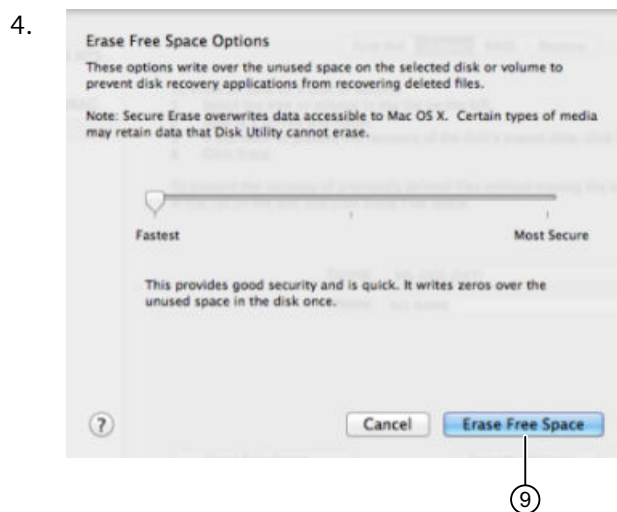 4.
Erase Free Space Options
These options write over the unused space on the selected disk or volume to
prevent disk recovery applications from recovering deleted files.
Note: Secure Erase overwrites data accessible to Mac OS X. Certain types of media
may retain data that Disk Utility cannot erase.
Fastest Most Secure
This provides good security and is quick. It writes zeros over the
unused space in the disk once.
? Cancel Erase Free Space
9